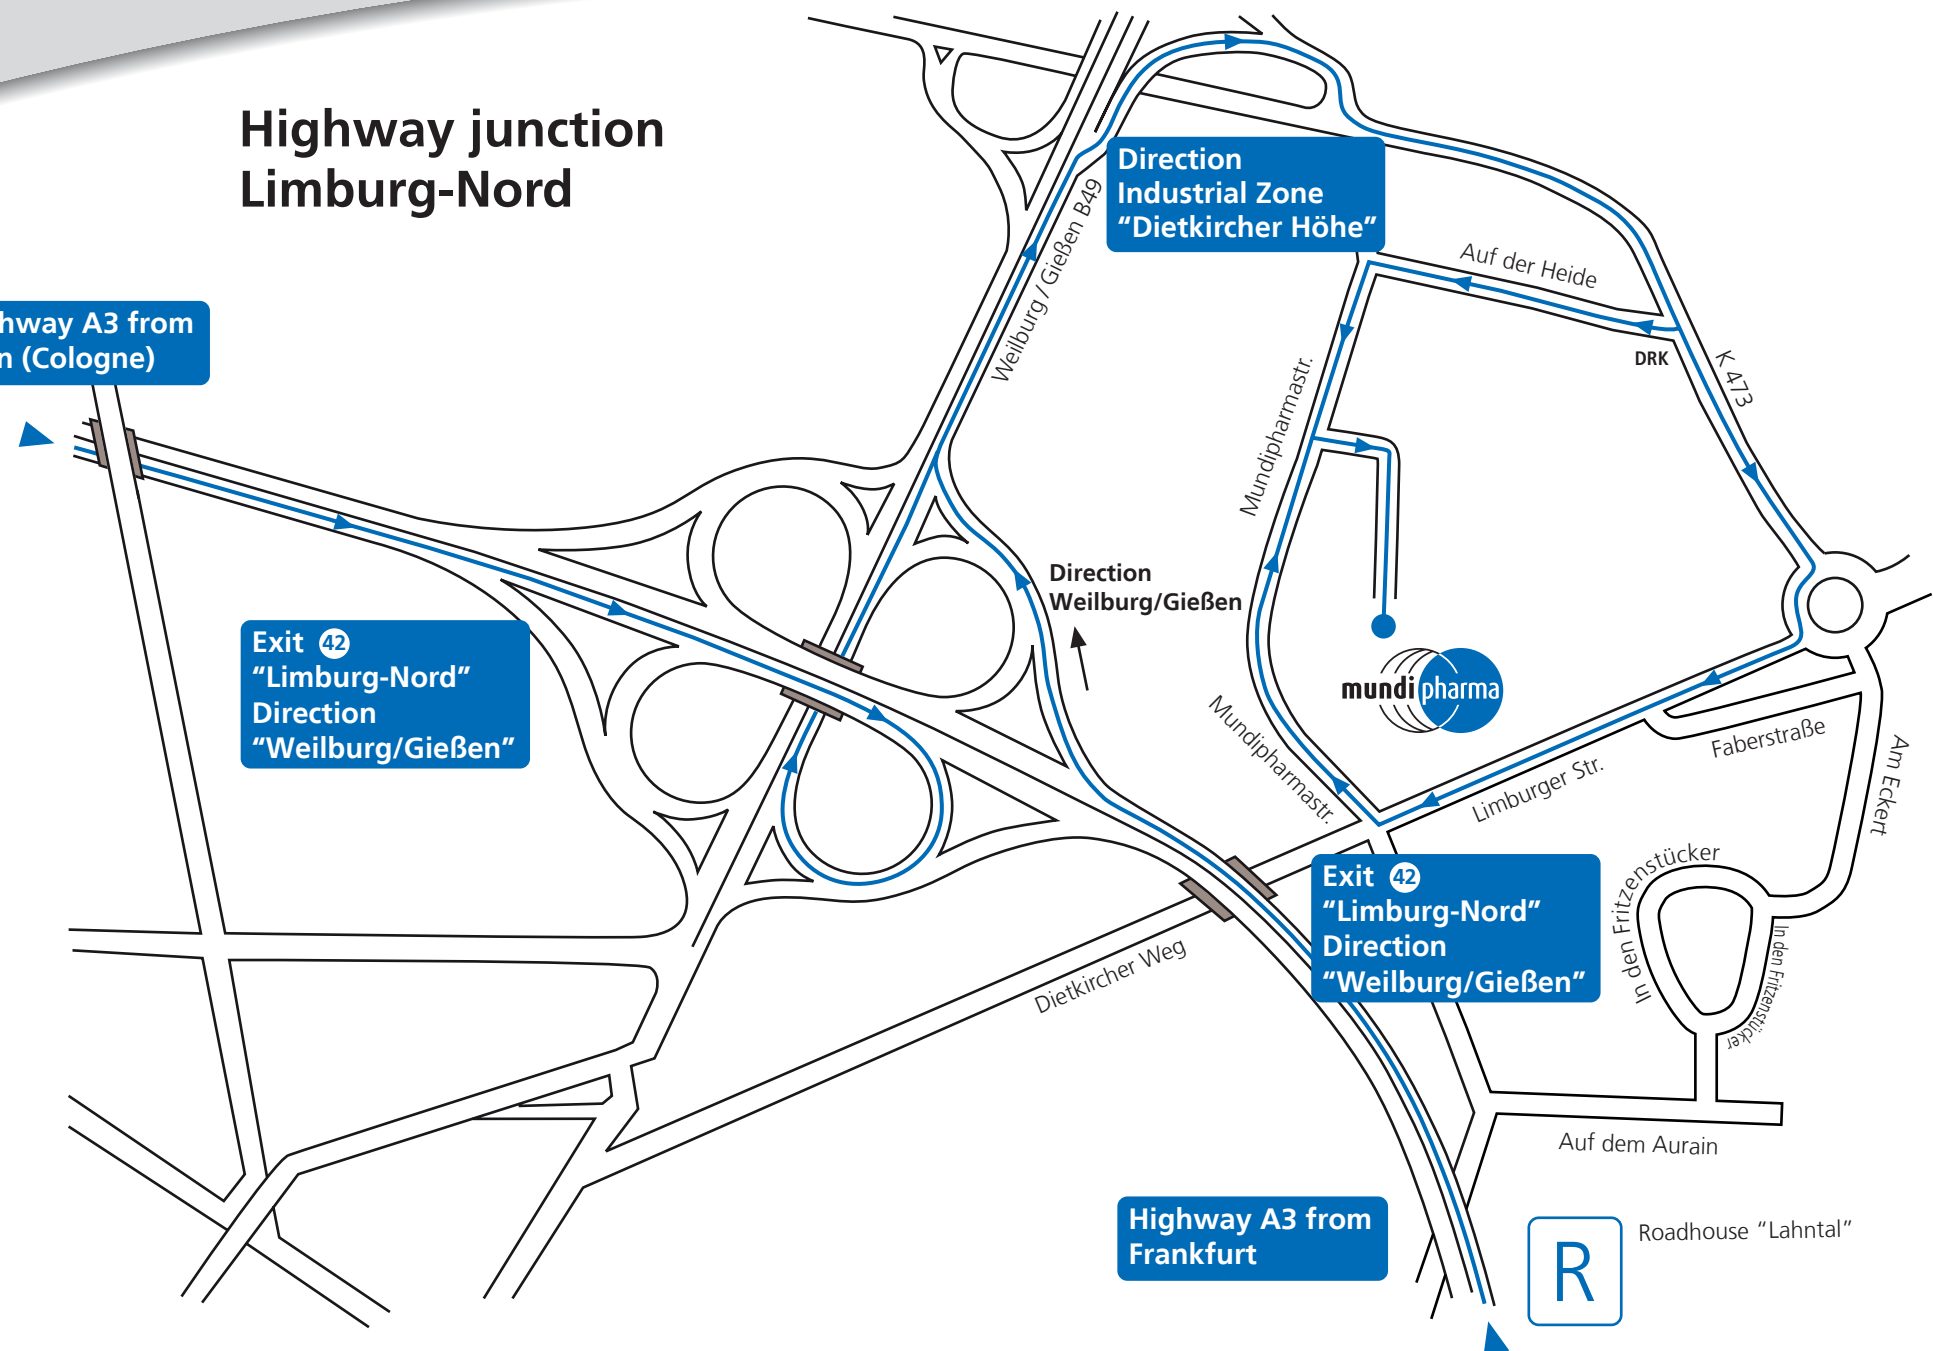 Highway junction
Limburg-Nord
Direction
Industrial Zone
“Dietkircher Höhe”
Weilburg / Gießen B49
Auf der Heide
hway A3 from
n (Cologne)
DRK
K 473
Mundipharmastr.
Direction
Weilburg/Gießen
Exit 42
“Limburg-Nord”
Direction
“Weilburg/Gießen”
mundi pharma
Mundipharmastr.
Faberstraße
Am Eckert
Limburger Str.
Exit 42
“Limburg-Nord”
Direction
“Weilburg/Gießen”
In den Fritzenstücker
In den Fritzenstücker
Dietkircher Weg
Auf dem Aurain
Highway A3 from
Frankfurt
R
Roadhouse “Lahntal”